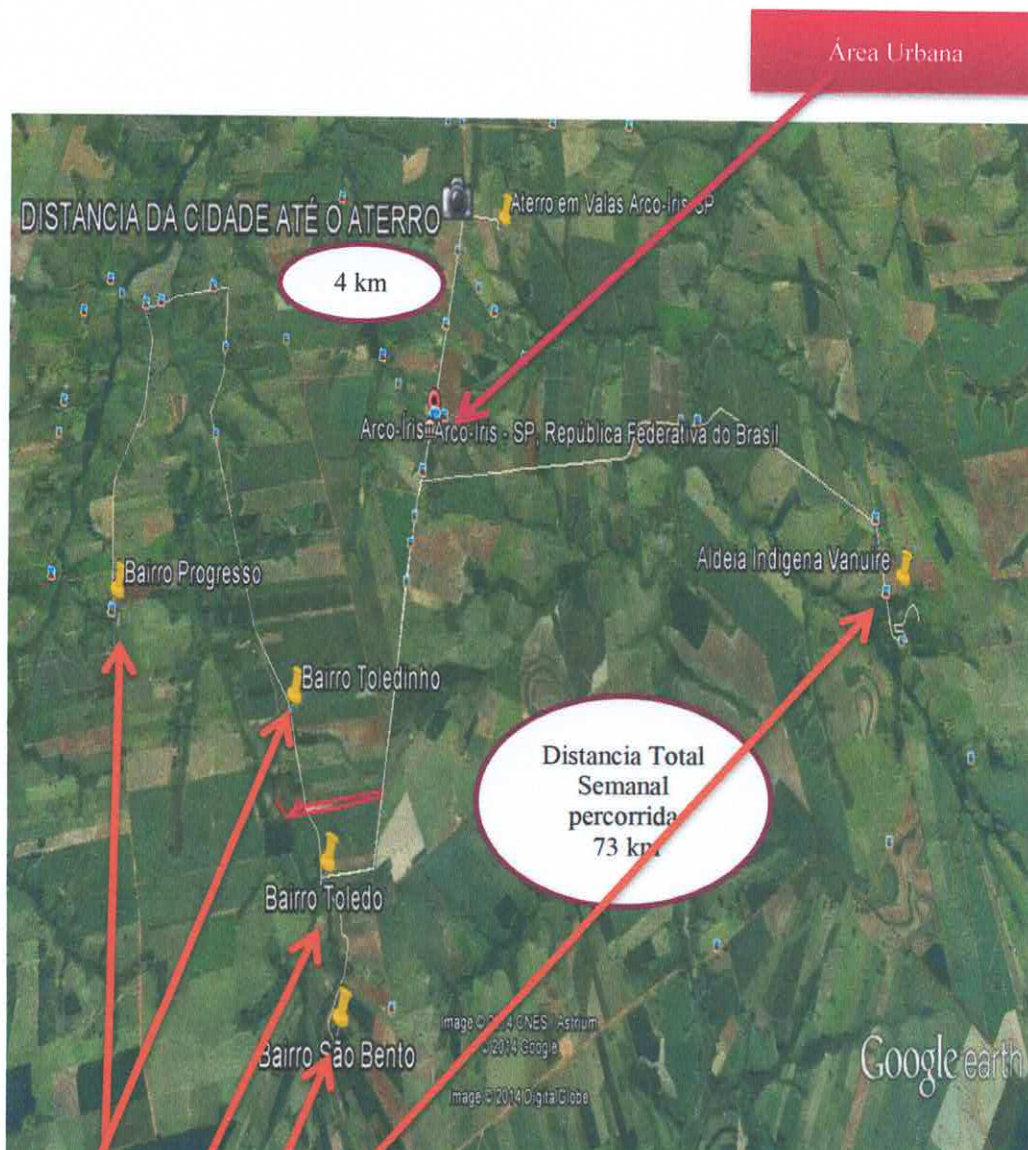 Área Urbana
Aterro em Valas Arco-Íris-SP
DISTANCIA DA CIDADE ATÉ O ATERRO
4 km
Arco-Íris Arco-Iris - SP, República Federativa do Brasil
Bairro Progresso
Aldeia Indigena Vanuire
Bairro Toledinho
Distancia Total
Semanal
percorrida
73 km
Bairro Toledo
Bairro São Bento
Image © 2014 CNES / Astrium
© 2014 Google
Image © 2014 DigitalGlobe
Google earth